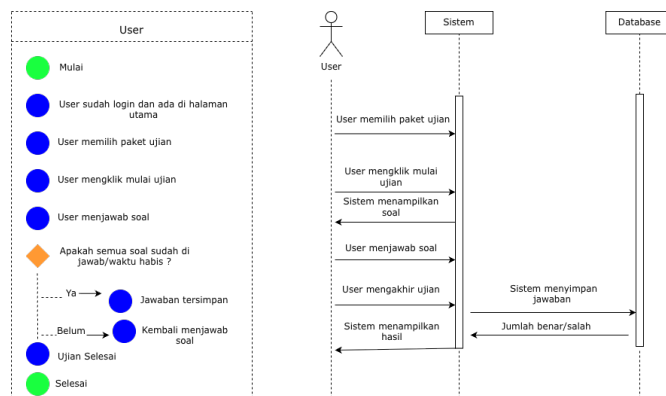 User
Mulai
User sudah login dan ada di halaman
utama
User memilih paket ujian
User mengklik mulai ujian
User menjawab soal
Apakah semua soal sudah di
jawab/waktu habis ?
Ya
Jawaban tersimpan
Belum
Kembali menjawab
soal
Ujian Selesai
Selesai
User
Sistem
Database
User memilih paket ujian
User mengklik mulai
ujian
Sistem menampilkan
soal
User menjawab soal
User mengakhir ujian
Sistem menyimpan
jawaban
Sistem menampilkan
hasil
Jumlah benar/salah